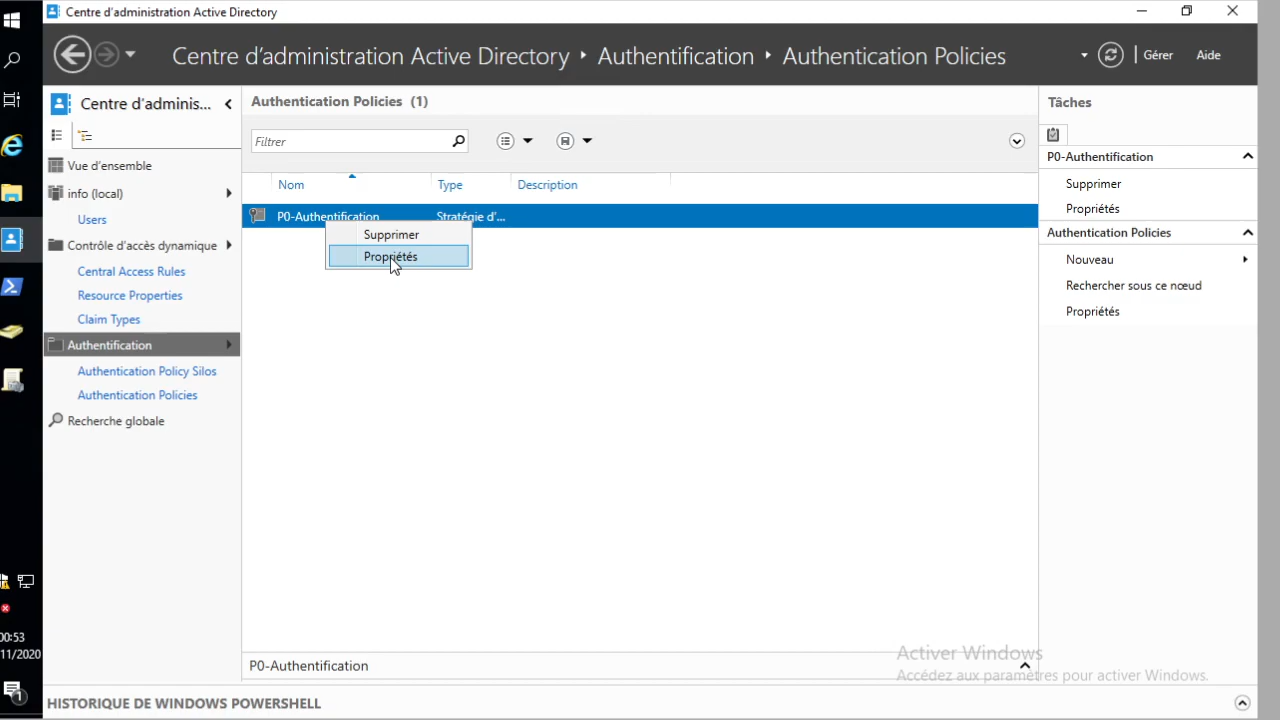 Centre d'administration Active Directory
Centre d'administration Active Directory ‣ Authentification ‣ Authentication Policies
Gérer
Aide
Centre d'adminis...
Vue d'ensemble
info (local)
Users
Contrôle d'accès dynamique
Central Access Rules
Resource Properties
Claim Types
Authentification
Authentication Policy Silos
Authentication Policies
Recherche globale
Authentication Policies (1)
Filtrer
Nom
Type
Description
P0-Authentification
Stratégie d'...
Supprimer
Propriétés
P0-Authentification
Tâches
P0-Authentification
Supprimer
Propriétés
Authentication Policies
Nouveau
Rechercher sous ce nœud
Propriétés
Activer Windows
Accédez aux paramètres pour activer Windows.
HISTORIQUE DE WINDOWS POWERSHELL
00:53
11/2020
1